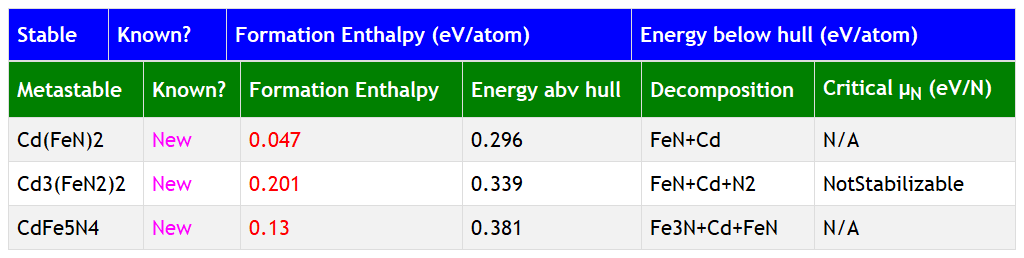 Stable Known? Formation Enthalpy (eV/atom) Energy below hull (eV/atom)
Metastable Known? Formation Enthalpy Energy abv hull Decomposition Critical μN (eV/N)
Cd(FeN)2 New 0.047 0.296 FeN+Cd N/A
Cd3(FeN2)2 New 0.201 0.339 FeN+Cd+N2 NotStabilizable
CdFe5N4 New 0.13 0.381 Fe3N+Cd+FeN N/A